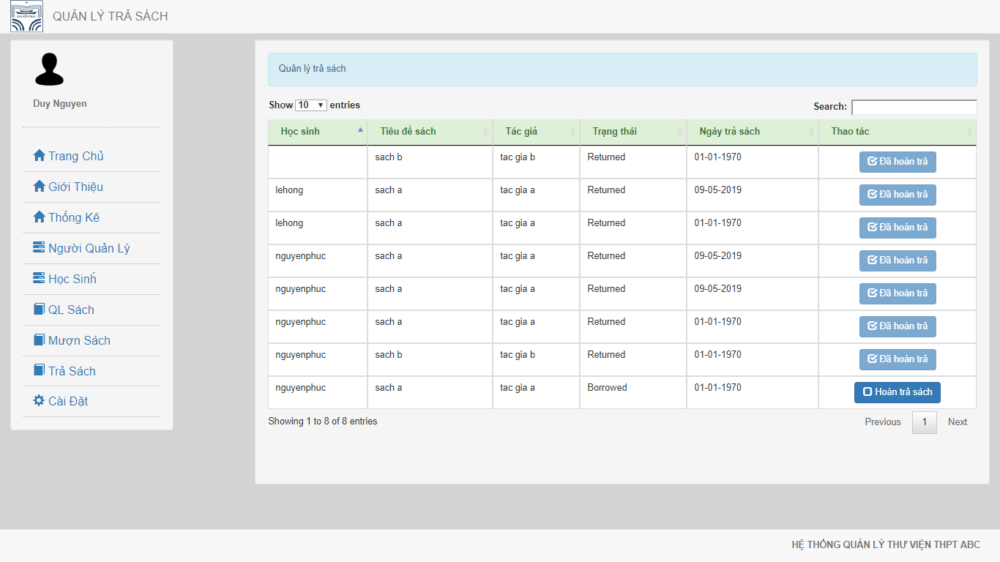 QUẢN LÝ TRẢ SÁCH
Duy Nguyen
Trang Chủ
Giới Thiệu
Thống Kê
Người Quản Lý
Học Sinh
QL Sách
Mượn Sách
Trả Sách
Cài Đặt
Quản lý trả sách
Show 10 entries Search:
Học sinh Tiêu đề sách Tác giả Trạng thái Ngày trả sách Thao tác
sach b tac gia b Returned 01-01-1970 Đã hoàn trả
lehong sach a tac gia a Returned 09-05-2019 Đã hoàn trả
lehong sach a tac gia a Returned 01-01-1970 Đã hoàn trả
nguyenphuc sach a tac gia a Returned 09-05-2019 Đã hoàn trả
nguyenphuc sach a tac gia a Returned 09-05-2019 Đã hoàn trả
nguyenphuc sach a tac gia a Returned 01-01-1970 Đã hoàn trả
nguyenphuc sach b tac gia b Returned 01-01-1970 Đã hoàn trả
nguyenphuc sach a tac gia a Borrowed 01-01-1970 Hoàn trả sách
Showing 1 to 8 of 8 entries Previous 1 Next
HỆ THỐNG QUẢN LÝ THƯ VIỆN THPT ABC